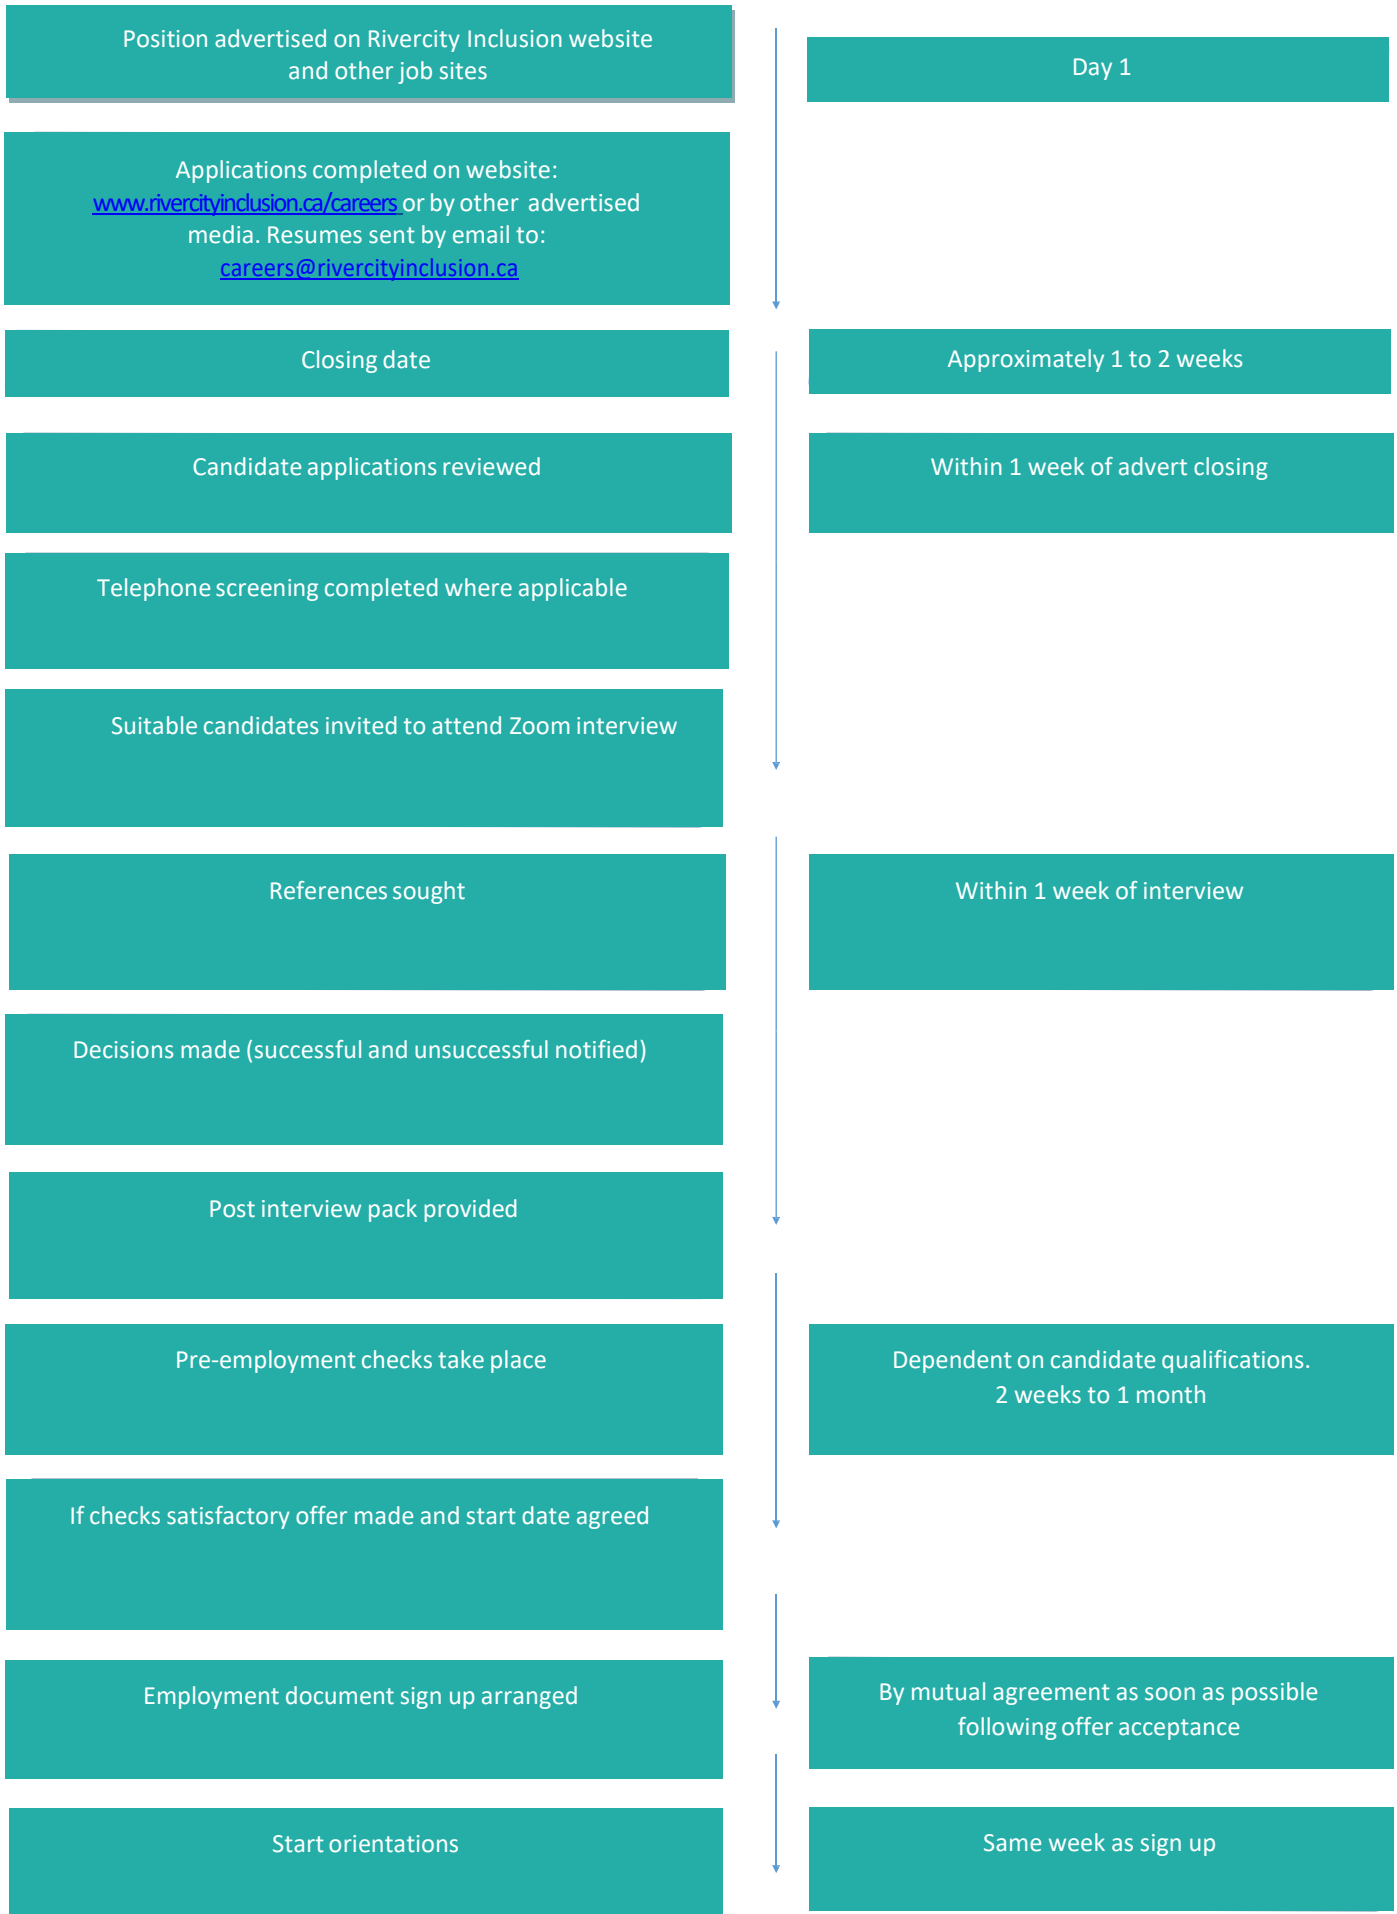 Position advertised on Rivercity Inclusion website
and other job sites
Day 1
Applications completed on website:
www.rivercityinclusion.ca/careers or by other advertised
media. Resumes sent by email to:
careers@rivercityinclusion.ca
Closing date
Approximately 1 to 2 weeks
Candidate applications reviewed
Within 1 week of advert closing
Telephone screening completed where applicable
Suitable candidates invited to attend Zoom interview
References sought
Within 1 week of interview
Decisions made (successful and unsuccessful notified)
Post interview pack provided
Pre-employment checks take place
Dependent on candidate qualifications.
2 weeks to 1 month
If checks satisfactory offer made and start date agreed
Employment document sign up arranged
By mutual agreement as soon as possible
following offer acceptance
Start orientations
Same week as sign up